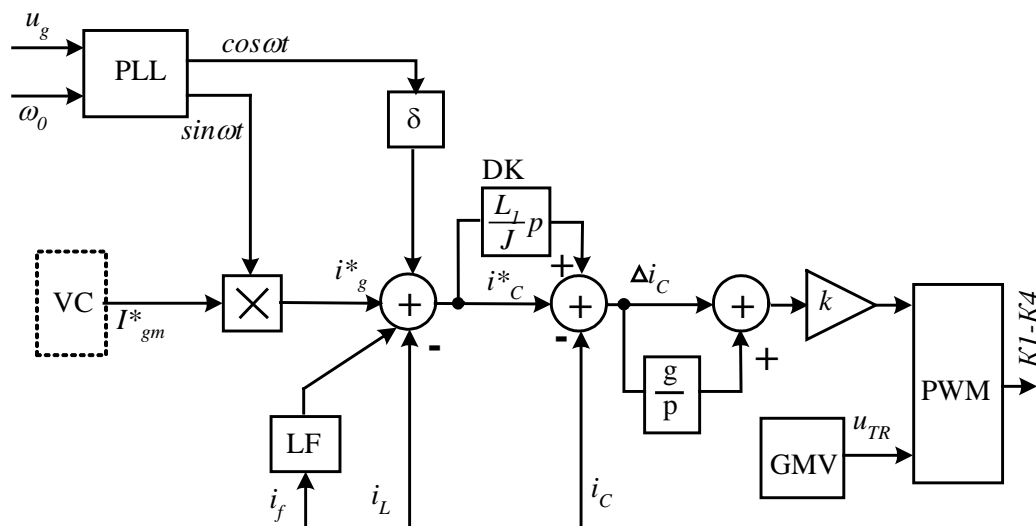 u_g
PLL
cosωt
ω_0
sinωt
δ
DK
L_1/J p
+
VC
I*_gm
×
i*_g
+
-
i*_C
+
-
Δi_C
+
+
k
g/p
PWM
K1-K4
GMV
u_TR
LF
i_f
i_L
i_C